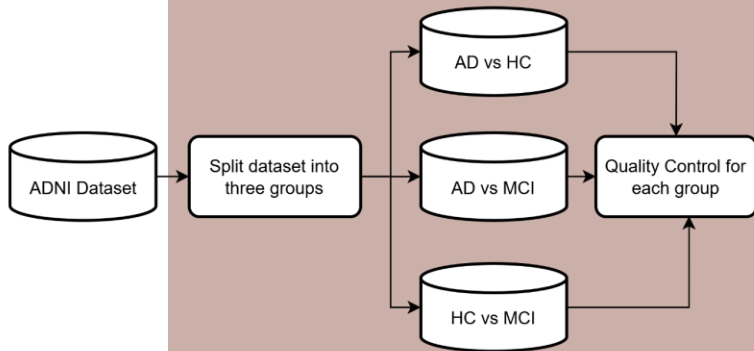 AD vs HC
ADNI Dataset
Split dataset into
three groups
AD vs MCI
Quality Control for
each group
HC vs MCI